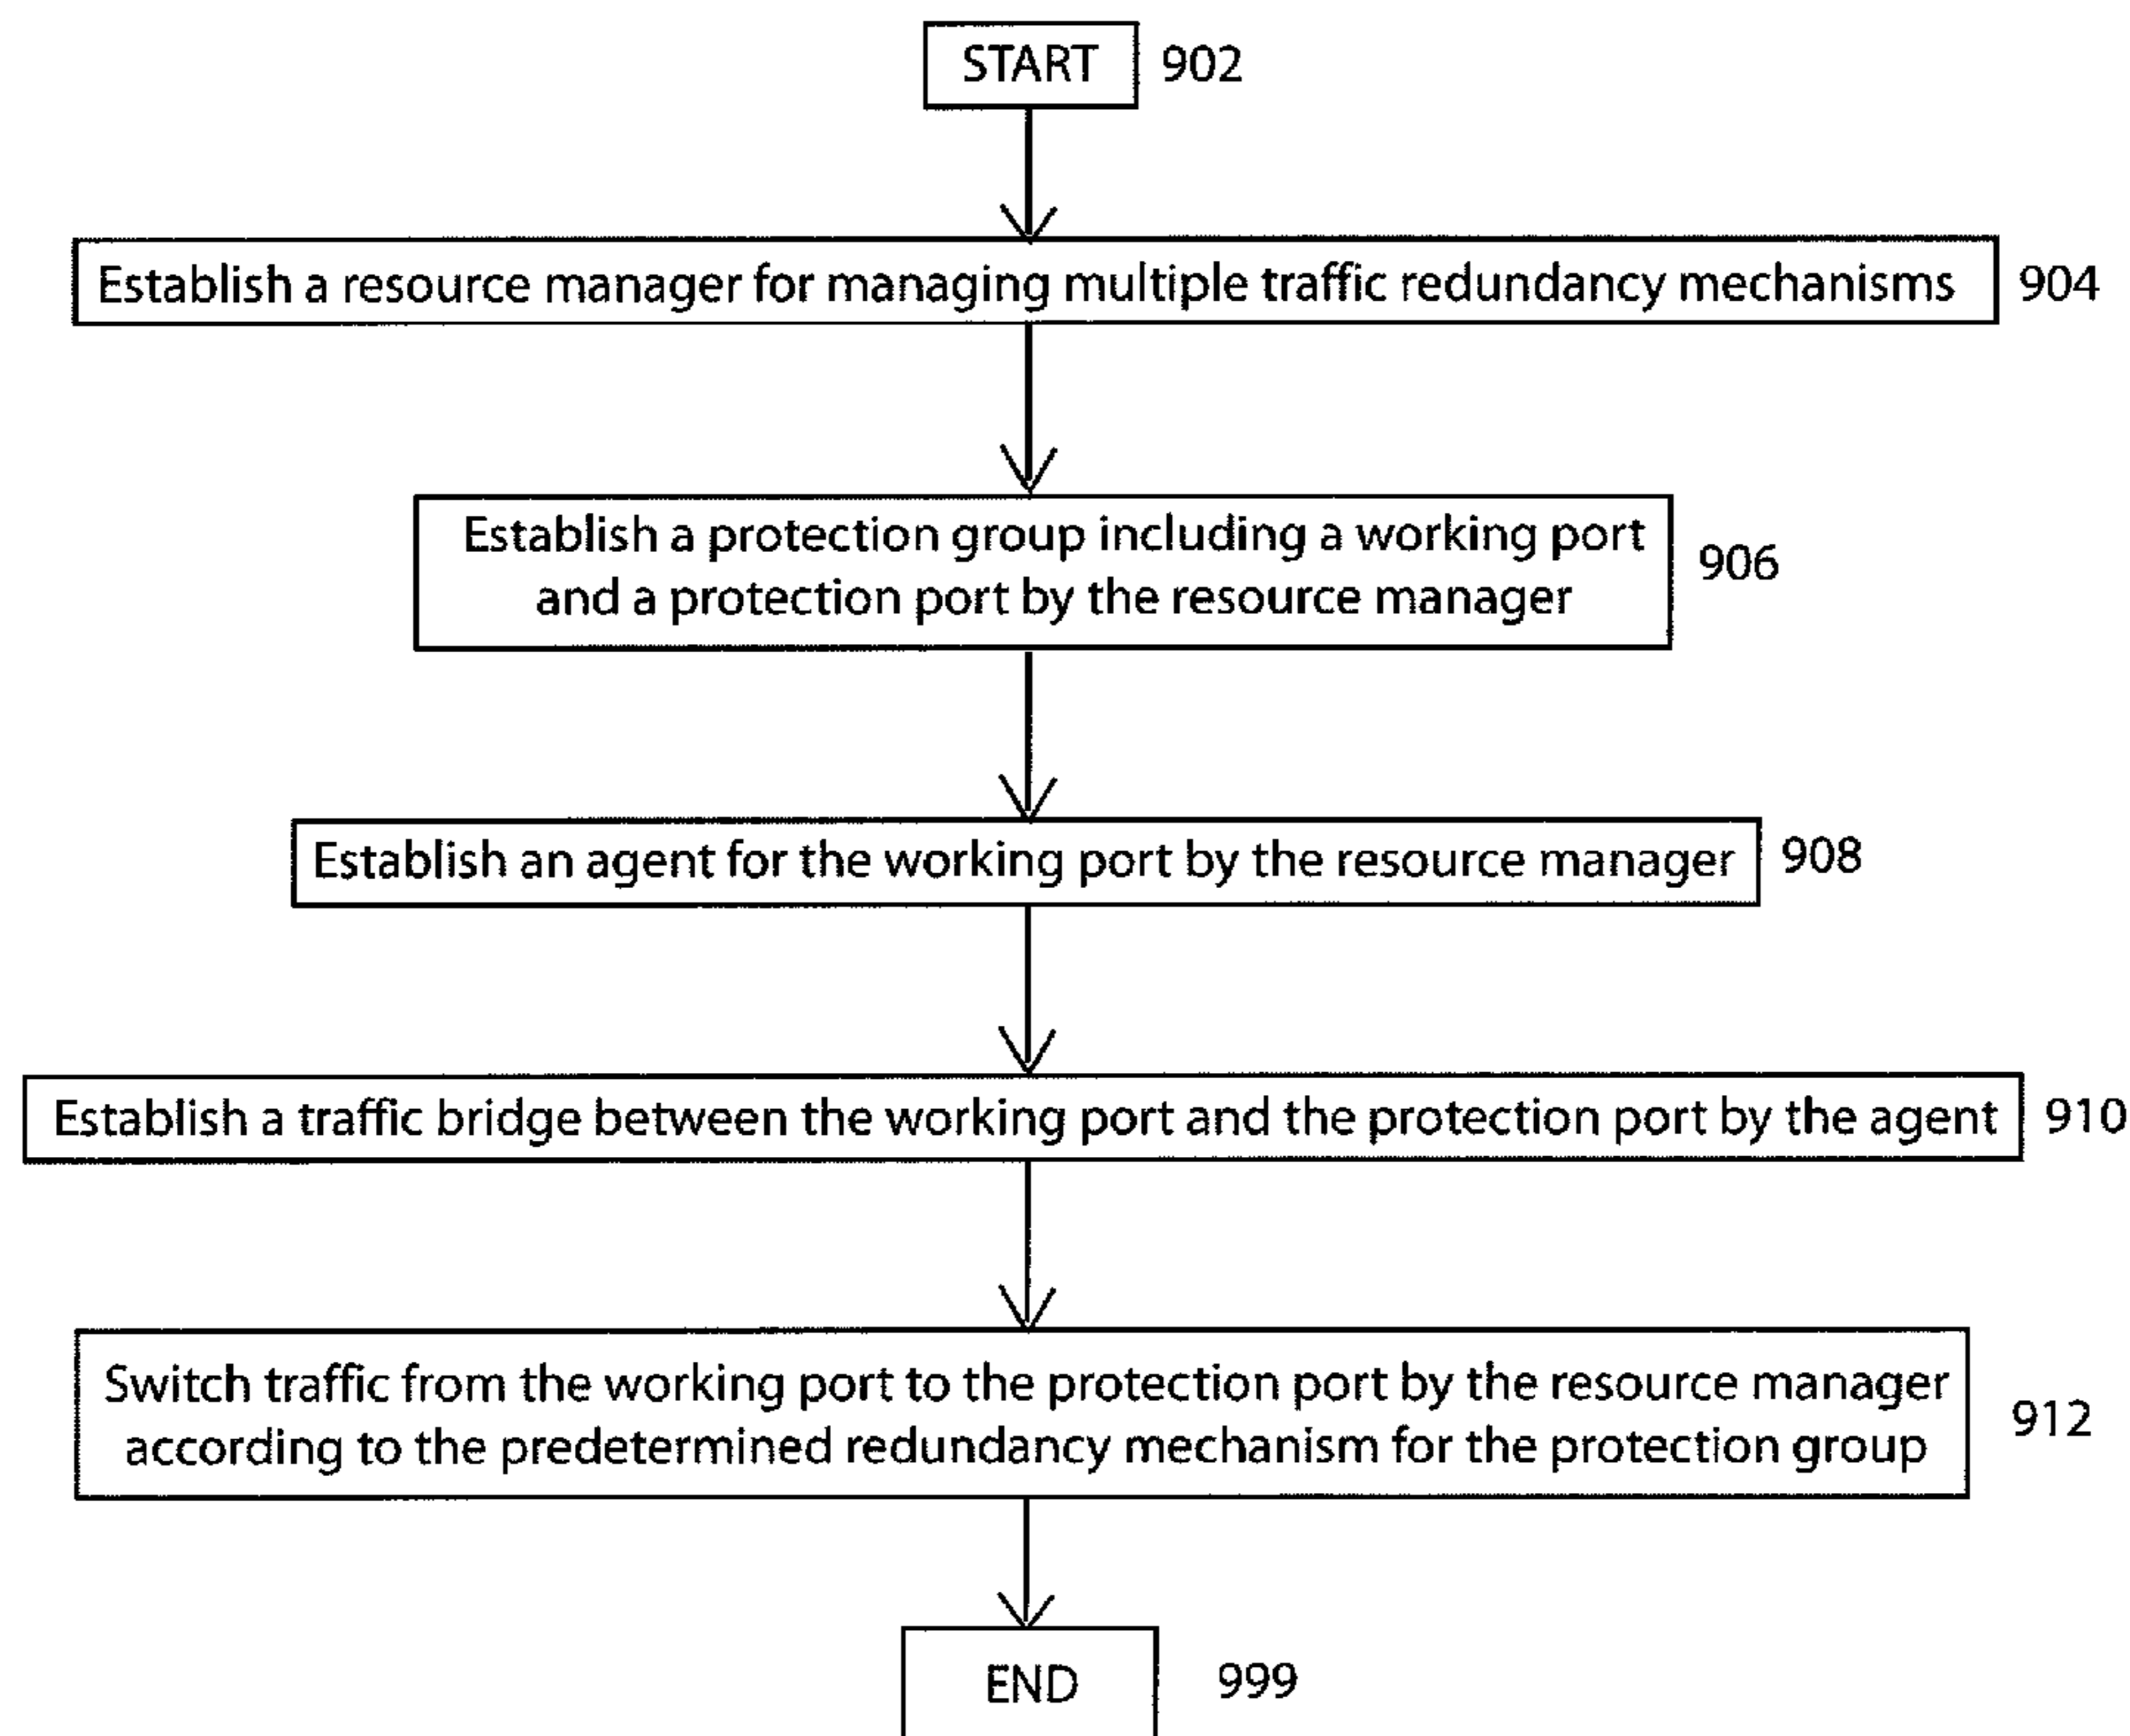 START 902
Establish a resource manager for managing multiple traffic redundancy mechanisms 904
Establish a protection group including a working port
and a protection port by the resource manager
906
Establish an agent for the working port by the resource manager 908
Establish a traffic bridge between the working port and the protection port by the agent 910
Switch traffic from the working port to the protection port by the resource manager
according to the predetermined redundancy mechanism for the protection group
912
END 999